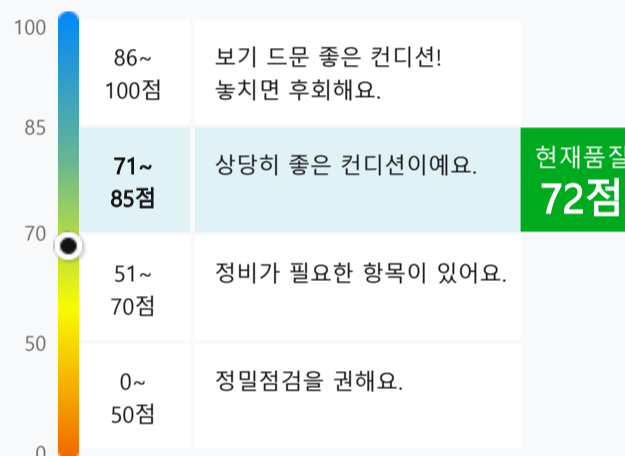 100
86~
100점
보기 드문 좋은 컨디션!
놓치면 후회해요.
85
71~
85점
상당히 좋은 컨디션이예요.
현재품질
72점
70
51~
70점
정비가 필요한 항목이 있어요.
50
0~
50점
정밀점검을 권해요.
0